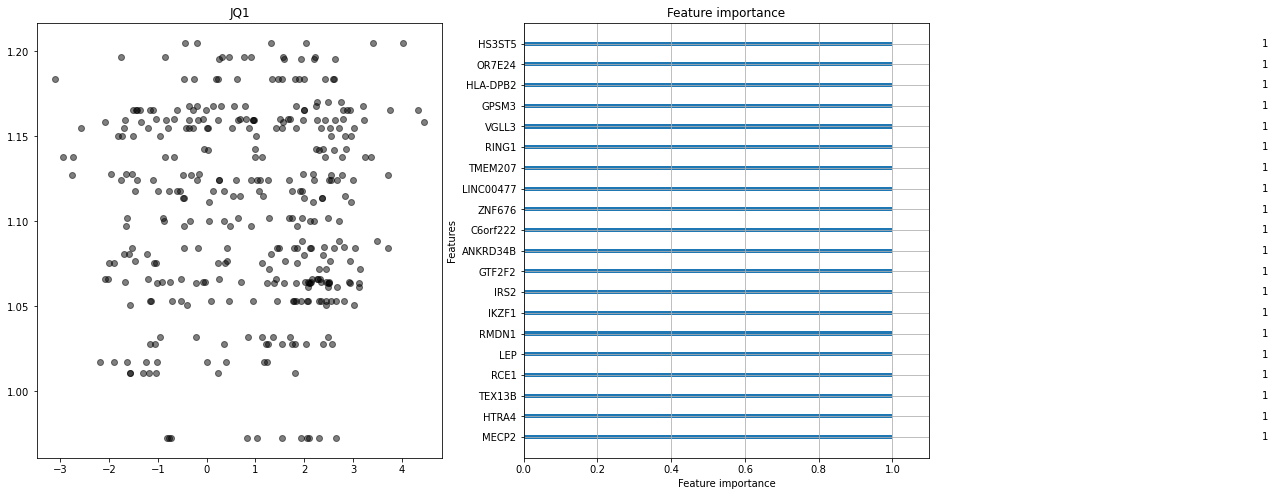 JQ1
1.20
1.15
1.10
1.05
1.00
−3 −2 −1 0 1 2 3 4
Feature importance
Features
HS3ST5 1
OR7E24 1
HLA-DPB2 1
GPSM3 1
VGLL3 1
RING1 1
TMEM207 1
LINC00477 1
ZNF676 1
C6orf222 1
ANKRD34B 1
GTF2F2 1
IRS2 1
IKZF1 1
RMDN1 1
LEP 1
RCE1 1
TEX13B 1
HTRA4 1
MECP2 1
0.0 0.2 0.4 0.6 0.8 1.0
Feature importance